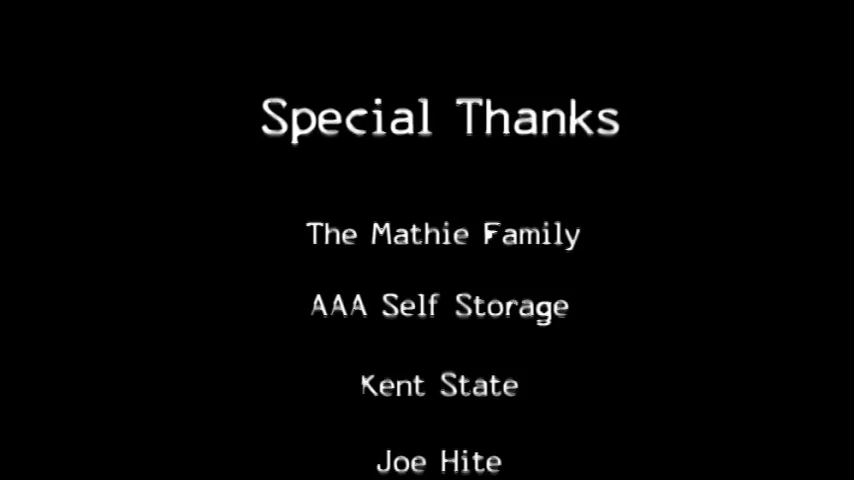 Special Thanks
The Mathie Family
AAA Self Storage
Kent State
Joe Hite